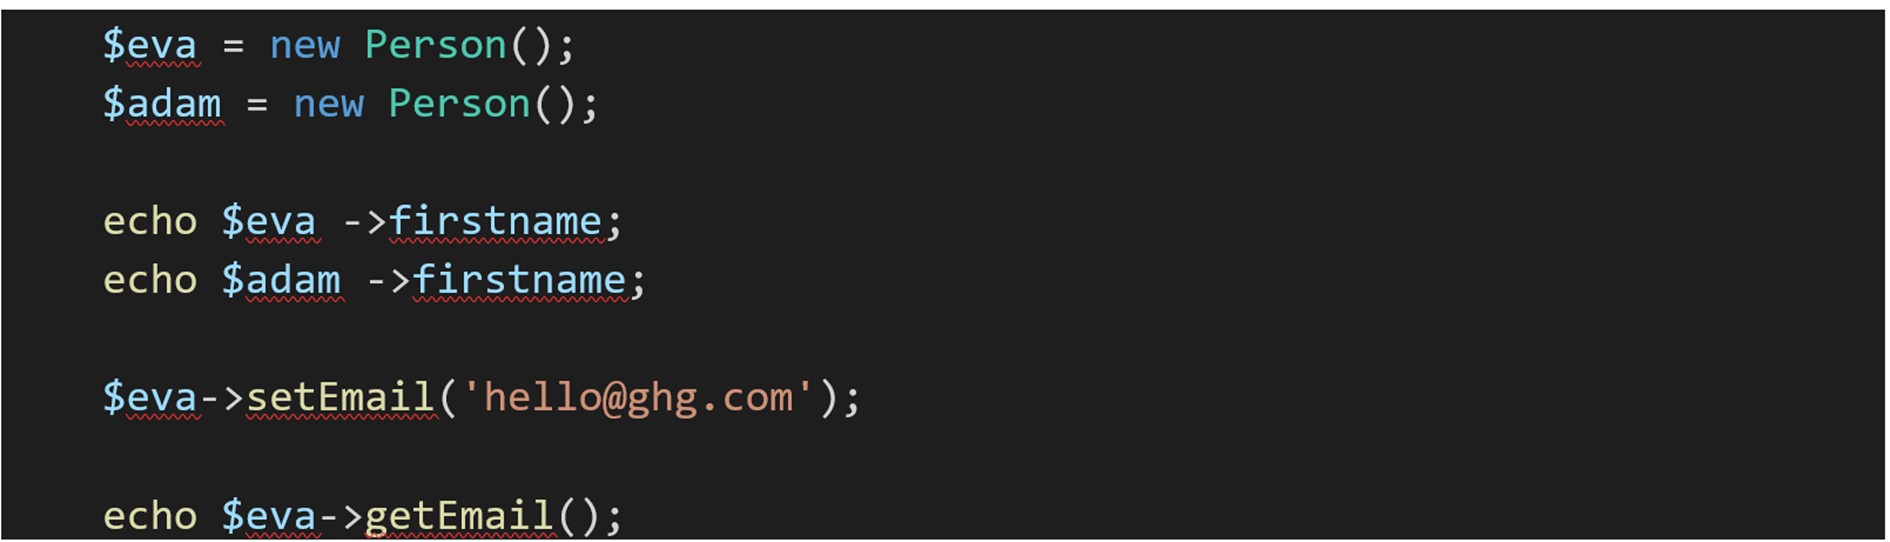 $eva = new Person();
$adam = new Person();
echo $eva ->firstname;
echo $adam ->firstname;
$eva->setEmail('hello@ghg.com');
echo $eva->getEmail();